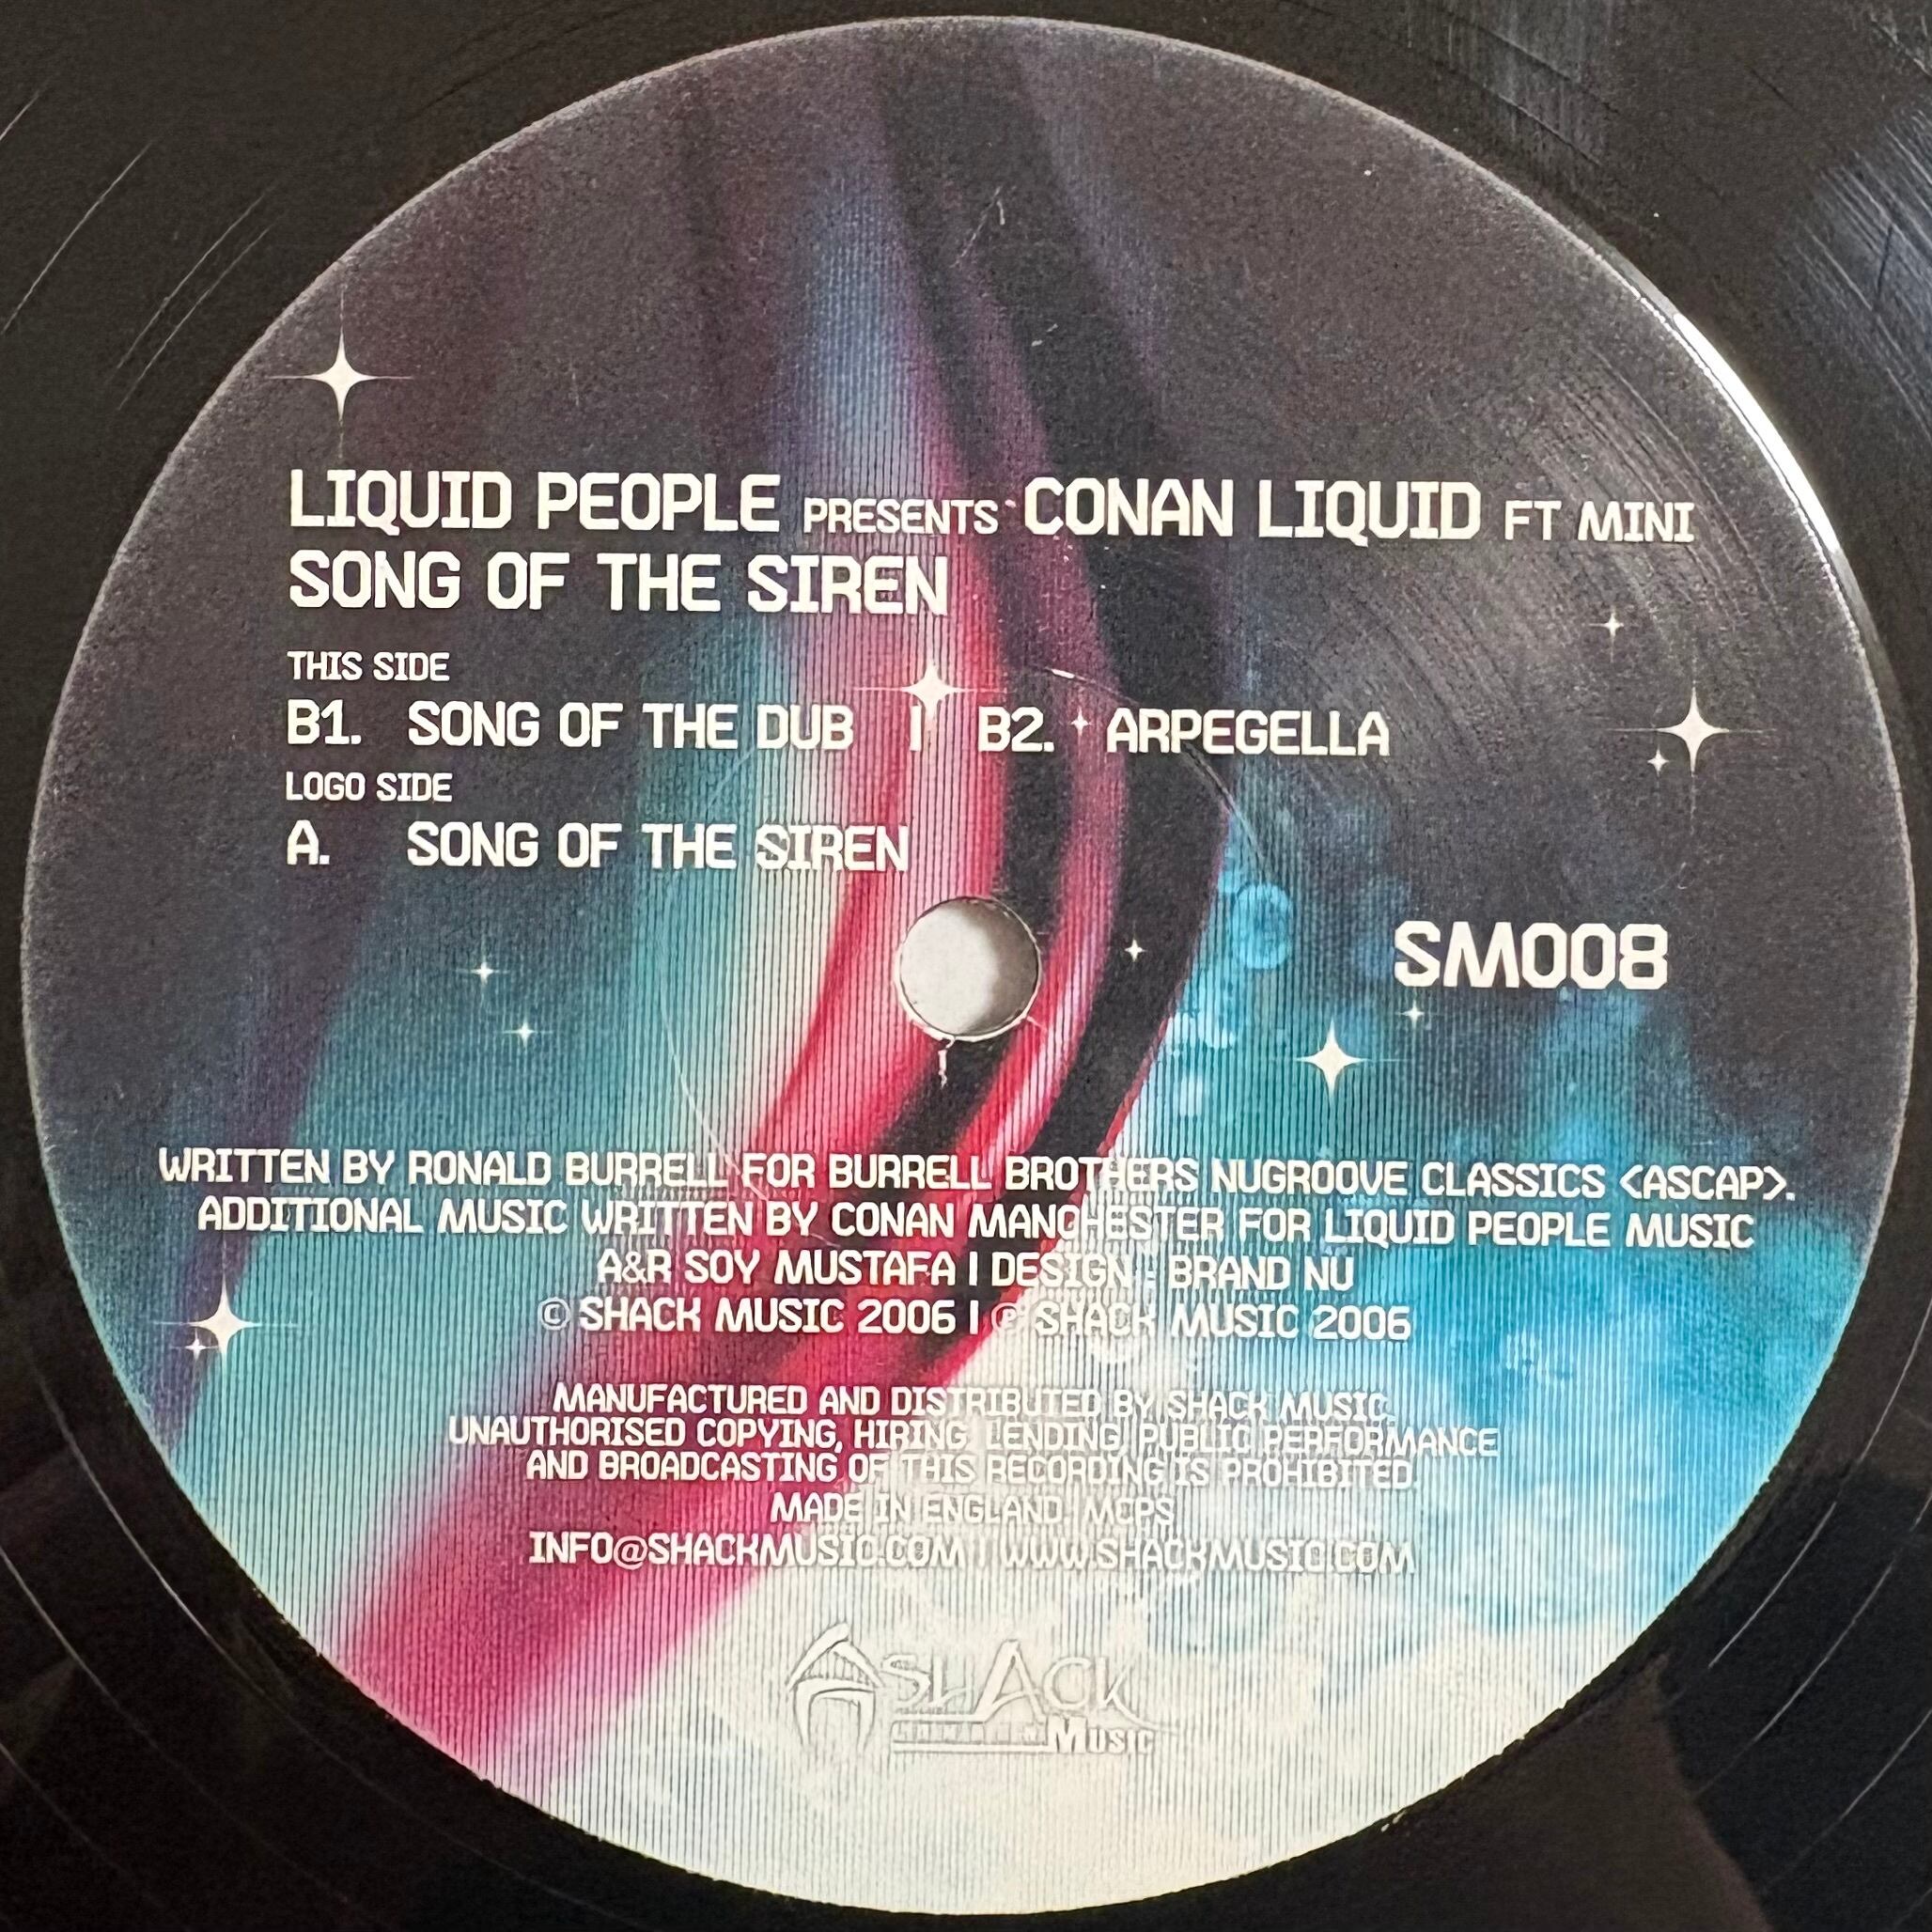 LIQUID PEOPLE PRESENTS CONAN LIQUID FT MINI
SONG OF THE SIREN
THIS SIDE
B1. SONG OF THE DUB | B2. ARPEGELLA
LOGO SIDE
A. SONG OF THE SIREN
SM008
WRITTEN BY RONALD BURRELL FOR BURRELL BROTHERS NUGROOVE CLASSICS <ASCAP>.
ADDITIONAL MUSIC WRITTEN BY CONAN MANCHESTER FOR LIQUID PEOPLE MUSIC
A&R SOY MUSTAFA | DESIGN : BRAND NU
© SHACK MUSIC 2006 | ℗ SHACK MUSIC 2006
MANUFACTURED AND DISTRIBUTED BY SHACK MUSIC.
UNAUTHORISED COPYING, HIRING, LENDING, PUBLIC PERFORMANCE
AND BROADCASTING OF THIS RECORDING IS PROHIBITED.
MADE IN ENGLAND. MCPS
INFO@SHACKMUSIC.COM | WWW.SHACKMUSIC.COM
SHACK
MUSIC